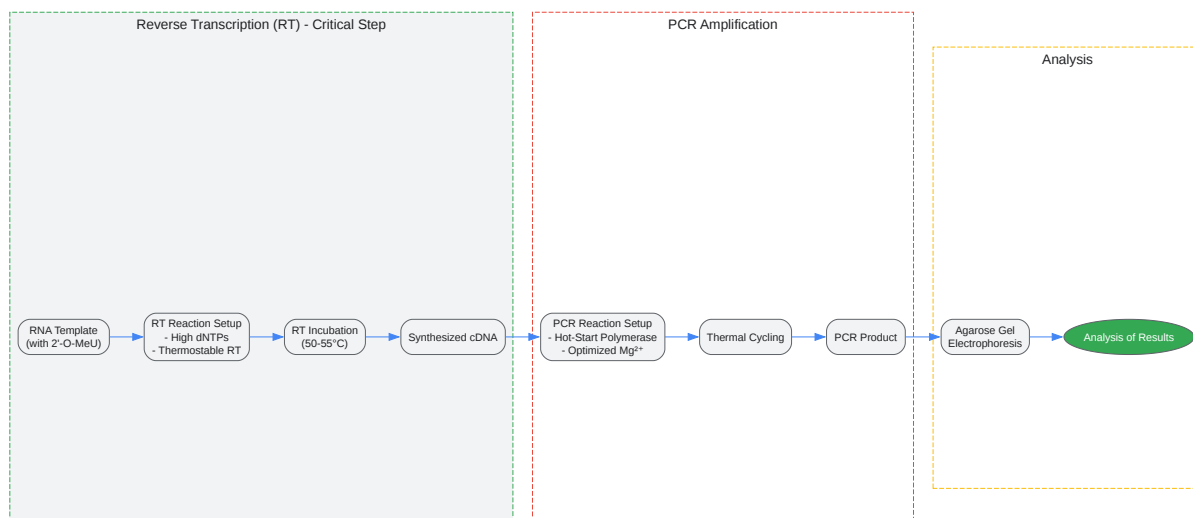 Reverse Transcription (RT) - Critical Step
PCR Amplification
Analysis
RNA Template
(with 2'-O-MeU)
RT Reaction Setup
- High dNTPs
- Thermostable RT
RT Incubation
(50-55°C)
Synthesized cDNA
PCR Reaction Setup
- Hot-Start Polymerase
- Optimized Mg²⁺
Thermal Cycling
PCR Product
Agarose Gel
Electrophoresis
Analysis of Results